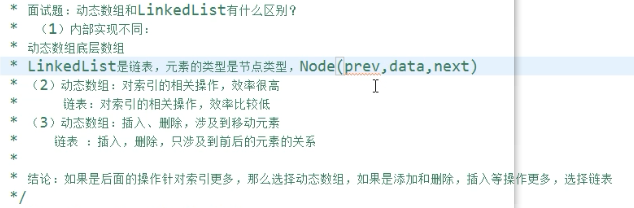 * 面试题：动态数组和LinkedList有什么区别？
* （1）内部实现不同：
* 动态数组底层数组
* LinkedList是链表，元素的类型是节点类型，Node(prev,data,next)
* （2）动态数组：对索引的相关操作，效率很高
* 链表：对索引的相关操作，效率比较低
* （3）动态数组：插入、删除，涉及到移动元素
* 链表 ：插入，删除，只涉及到前后的元素的关系
*
* 结论：如果是后面的操作针对索引更多，那么选择动态数组，如果是添加和删除，插入等操作更多，选择链表
*/